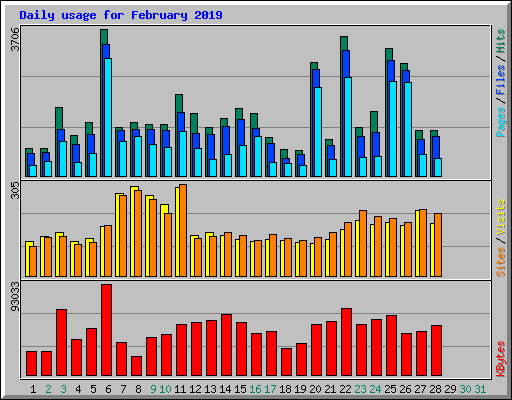 Daily usage for February 2019
3706
Pages / Files / Hits
305
Sites / Visits
93033
KBytes
1 2 3 4 5 6 7 8 9 10 11 12 13 14 15 16 17 18 19 20 21 22 23 24 25 26 27 28 29 30 31